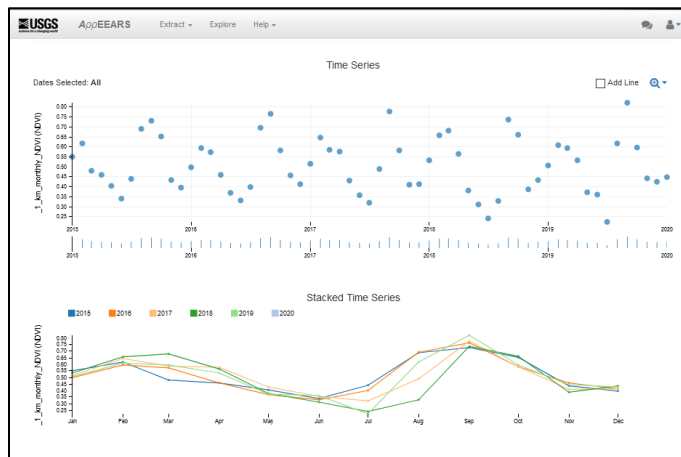 USGS AppEEARS Extract Explore Help
science for a changing world
Time Series
Dates Selected: All Add Line
_1_km_monthly_NDVI (NDVI)
0.80
0.75
0.70
0.65
0.60
0.55
0.50
0.45
0.40
0.35
0.30
0.25
2015 2016 2017 2018 2019 2020
2015 2016 2017 2018 2019 2020
Stacked Time Series
2015 2016 2017 2018 2019 2020
_1_km_monthly_NDVI (NDVI)
0.80
0.75
0.70
0.65
0.60
0.55
0.50
0.45
0.40
0.35
0.30
0.25
Jan Feb Mar Apr May Jun Jul Aug Sep Oct Nov Dec